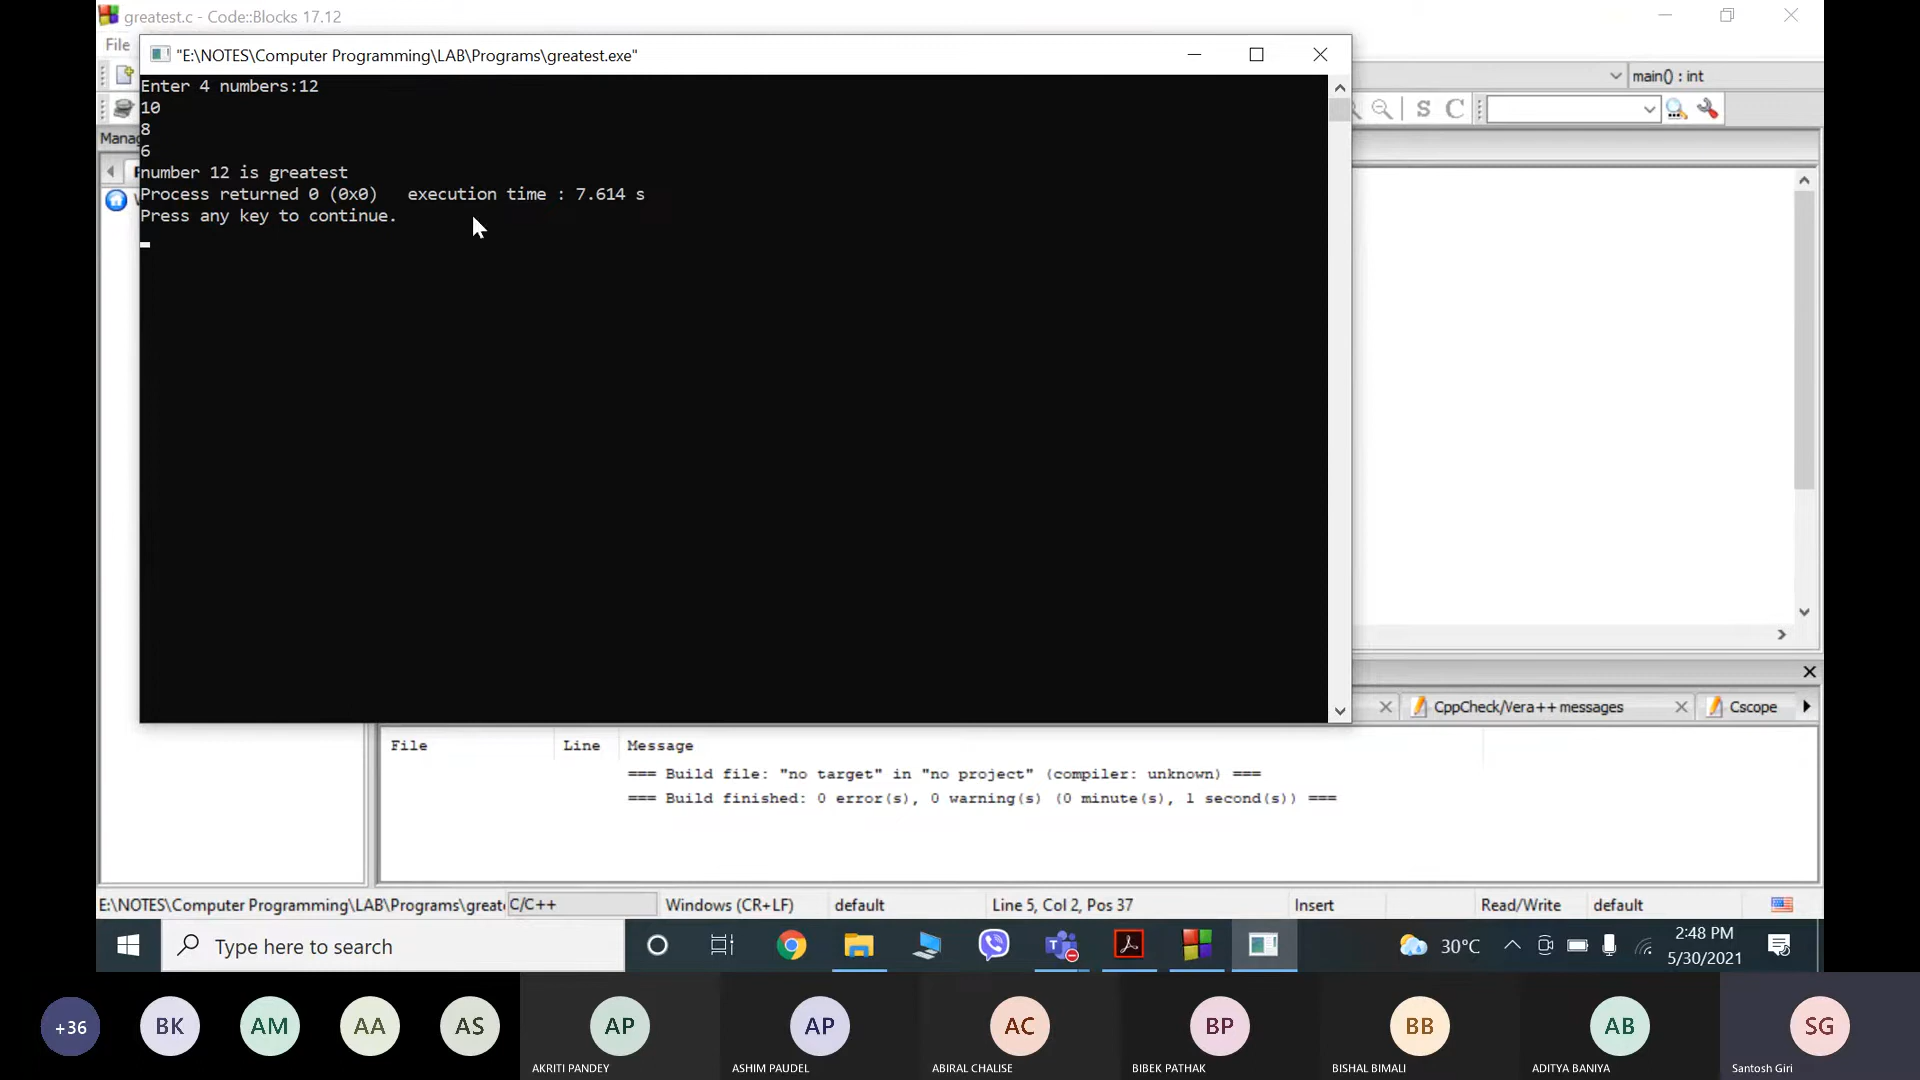 greatest.c - Code::Blocks 17.12
File
"E:\NOTES\Computer Programming\LAB\Programs\greatest.exe"
main() : int
Enter 4 numbers:12
10
8
6
number 12 is greatest
Process returned 0 (0x0)   execution time : 7.614 s
Press any key to continue.
S C
Manag
CppCheck/Vera++ messages
Cscope
File Line Message
=== Build file: "no target" in "no project" (compiler: unknown) ===
=== Build finished: 0 error(s), 0 warning(s) (0 minute(s), 1 second(s)) ===
E:\NOTES\Computer Programming\LAB\Programs\great C/C++ Windows (CR+LF) default Line 5, Col 2, Pos 37 Insert Read/Write default
Type here to search
30°C
2:48 PM
5/30/2021
+36 BK AM AA AS AP AP AC BP BB AB SG
AKRITI PANDEY ASHIM PAUDEL ABIRAL CHALISE BIBEK PATHAK BISHAL BIMALI ADITYA BANIYA Santosh Giri